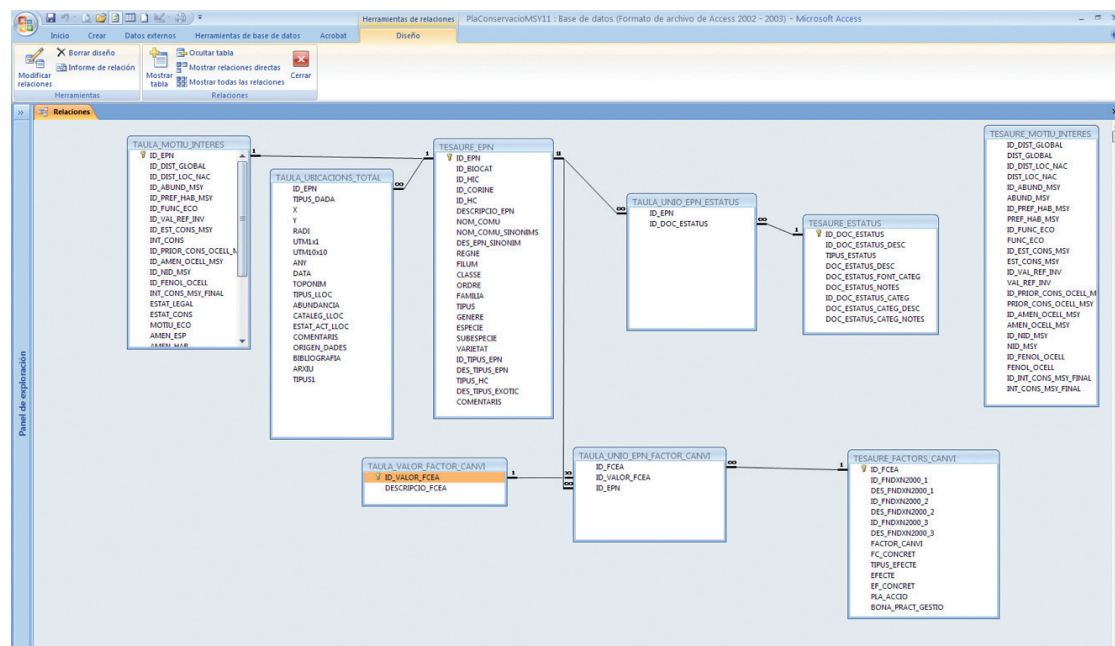 Herramientas de relaciones
PlaConservacioMSY11 : Base de datos (Formato de archivo de Access 2002 - 2003) - Microsoft Access
Inicio
Crear
Datos externos
Herramientas de base de datos
Acrobat
Diseño
Modificar relaciones
Borrar diseño
Informe de relación
Herramientas
Mostrar tabla
Ocultar tabla
Mostrar relaciones directas
Mostrar todas las relaciones
Cerrar
Relaciones
»
Relaciones
Panel de exploración
TAULA_MOTIU_INTERES
ID_EPN
ID_DIST_GLOBAL
ID_DIST_LOC_NAC
ID_ABUND_MSY
ID_PREF_HAB_MSY
ID_FUNC_ECO
ID_VAL_REF_INV
ID_EST_CONS_MSY
INT_CONS
ID_PRIOR_CONS_OCELL_M
ID_AMEN_OCELL_MSY
ID_NID_MSY
ID_FENOL_OCELL
INT_CONS_MSY_FINAL
ESTAT_LEGAL
ESTAT_CONS
MOTIU_ECO
AMEN_ESP
AMEN_HAB
1
1
∞
TAULA_UBICACIONS_TOTAL
ID_EPN
TIPUS_DADA
X
Y
RADI
UTM1x1
UTM10x10
ANY
DATA
TOPONIM
TIPUS_LLOC
ABUNDANCIA
CATALEG_LLOC
ESTAT_ACT_LLOC
COMENTARIS
ORIGEN_DADES
BIBLIOGRAFIA
ARXIU
TIPUS1
TESAURE_EPN
ID_EPN
ID_BIOCAT
ID_HIC
ID_CORINE
ID_HC
DESCRIPCIO_EPN
NOM_COMU
NOM_COMU_SINONIMS
DES_EPN_SINONIM
REGNE
FILUM
CLASSE
ORDRE
FAMILIA
TIPUS
GENERE
ESPECIE
SUBESPECIE
VARIETAT
ID_TIPUS_EPN
DES_TIPUS_EPN
TIPUS_HC
DES_TIPUS_EXOTIC
COMENTARIS
∞
TAULA_UNIO_EPN_ESTATUS
ID_EPN
ID_DOC_ESTATUS
∞
1
TESAURE_ESTATUS
ID_DOC_ESTATUS
ID_DOC_ESTATUS_DESC
TIPUS_ESTATUS
DOC_ESTATUS_DESC
DOC_ESTATUS_FONT_CATEG
DOC_ESTATUS_NOTES
ID_DOC_ESTATUS_CATEG
DOC_ESTATUS_CATEG_DESC
DOC_ESTATUS_CATEG_NOTES
TESAURE_MOTIU_INTERES
ID_DIST_GLOBAL
DIST_GLOBAL
ID_DIST_LOC_NAC
DIST_LOC_NAC
ID_ABUND_MSY
ABUND_MSY
ID_PREF_HAB_MSY
PREF_HAB_MSY
ID_FUNC_ECO
FUNC_ECO
ID_EST_CONS_MSY
EST_CONS_MSY
ID_VAL_REF_INV
VAL_REF_INV
ID_PRIOR_CONS_OCELL_M
PRIOR_CONS_OCELL_MSY
ID_AMEN_OCELL_MSY
AMEN_OCELL_MSY
ID_NID_MSY
NID_MSY
ID_FENOL_OCELL
FENOL_OCELL
ID_INT_CONS_MSY_FINAL
INT_CONS_MSY_FINAL
TAULA_VALOR_FACTOR_CANVI
ID_VALOR_FCEA
DESCRIPCIO_FCEA
1
∞
∞
TAULA_UNIO_EPN_FACTOR_CANVI
ID_FCEA
ID_VALOR_FCEA
ID_EPN
∞
1
TESAURE_FACTORS_CANVI
ID_FCEA
ID_FNDXN2000_1
DES_FNDXN2000_1
ID_FNDXN2000_2
DES_FNDXN2000_2
ID_FNDXN2000_3
DES_FNDXN2000_3
FACTOR_CANVI
FC_CONCRET
TIPUS_EFECTE
EFECTE
EF_CONCRET
PLA_ACCIO
BONA_PRACT_GESTIO